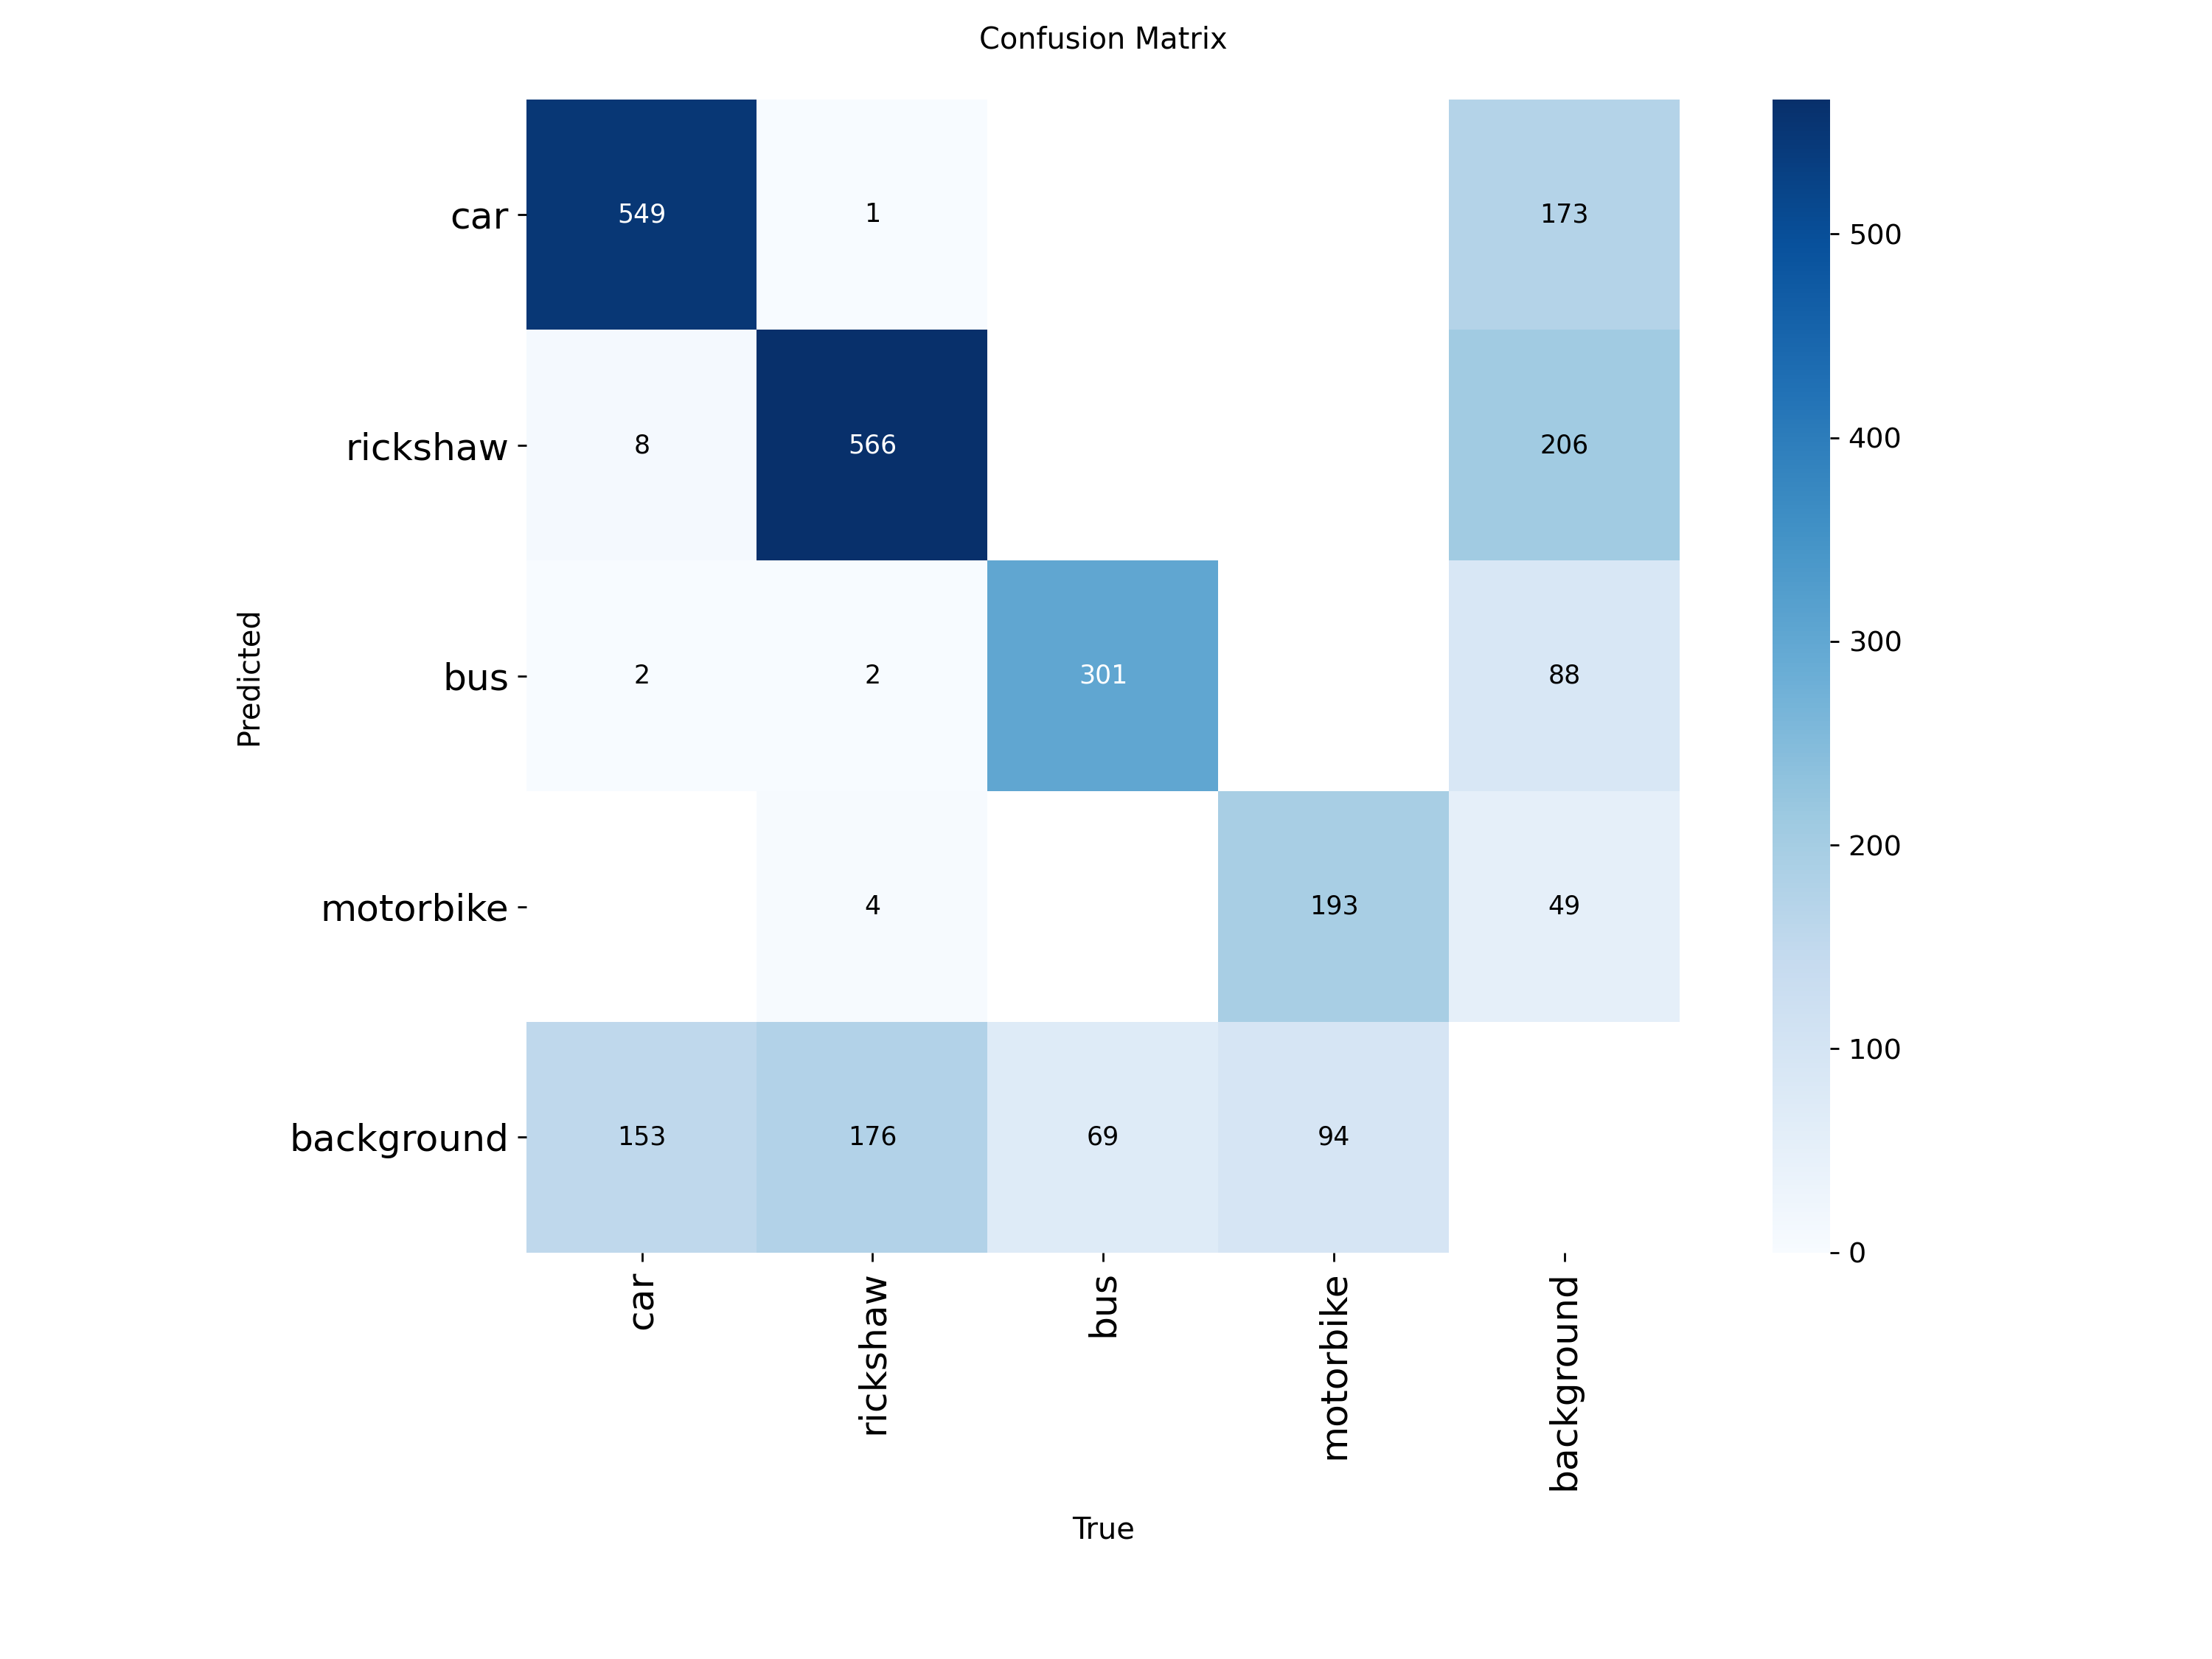 Confusion Matrix
car 549 1 173
rickshaw 8 566 206
bus 2 2 301 88
motorbike 4 193 49
background 153 176 69 94
Predicted
car rickshaw bus motorbike background
True
500
400
300
200
100
0